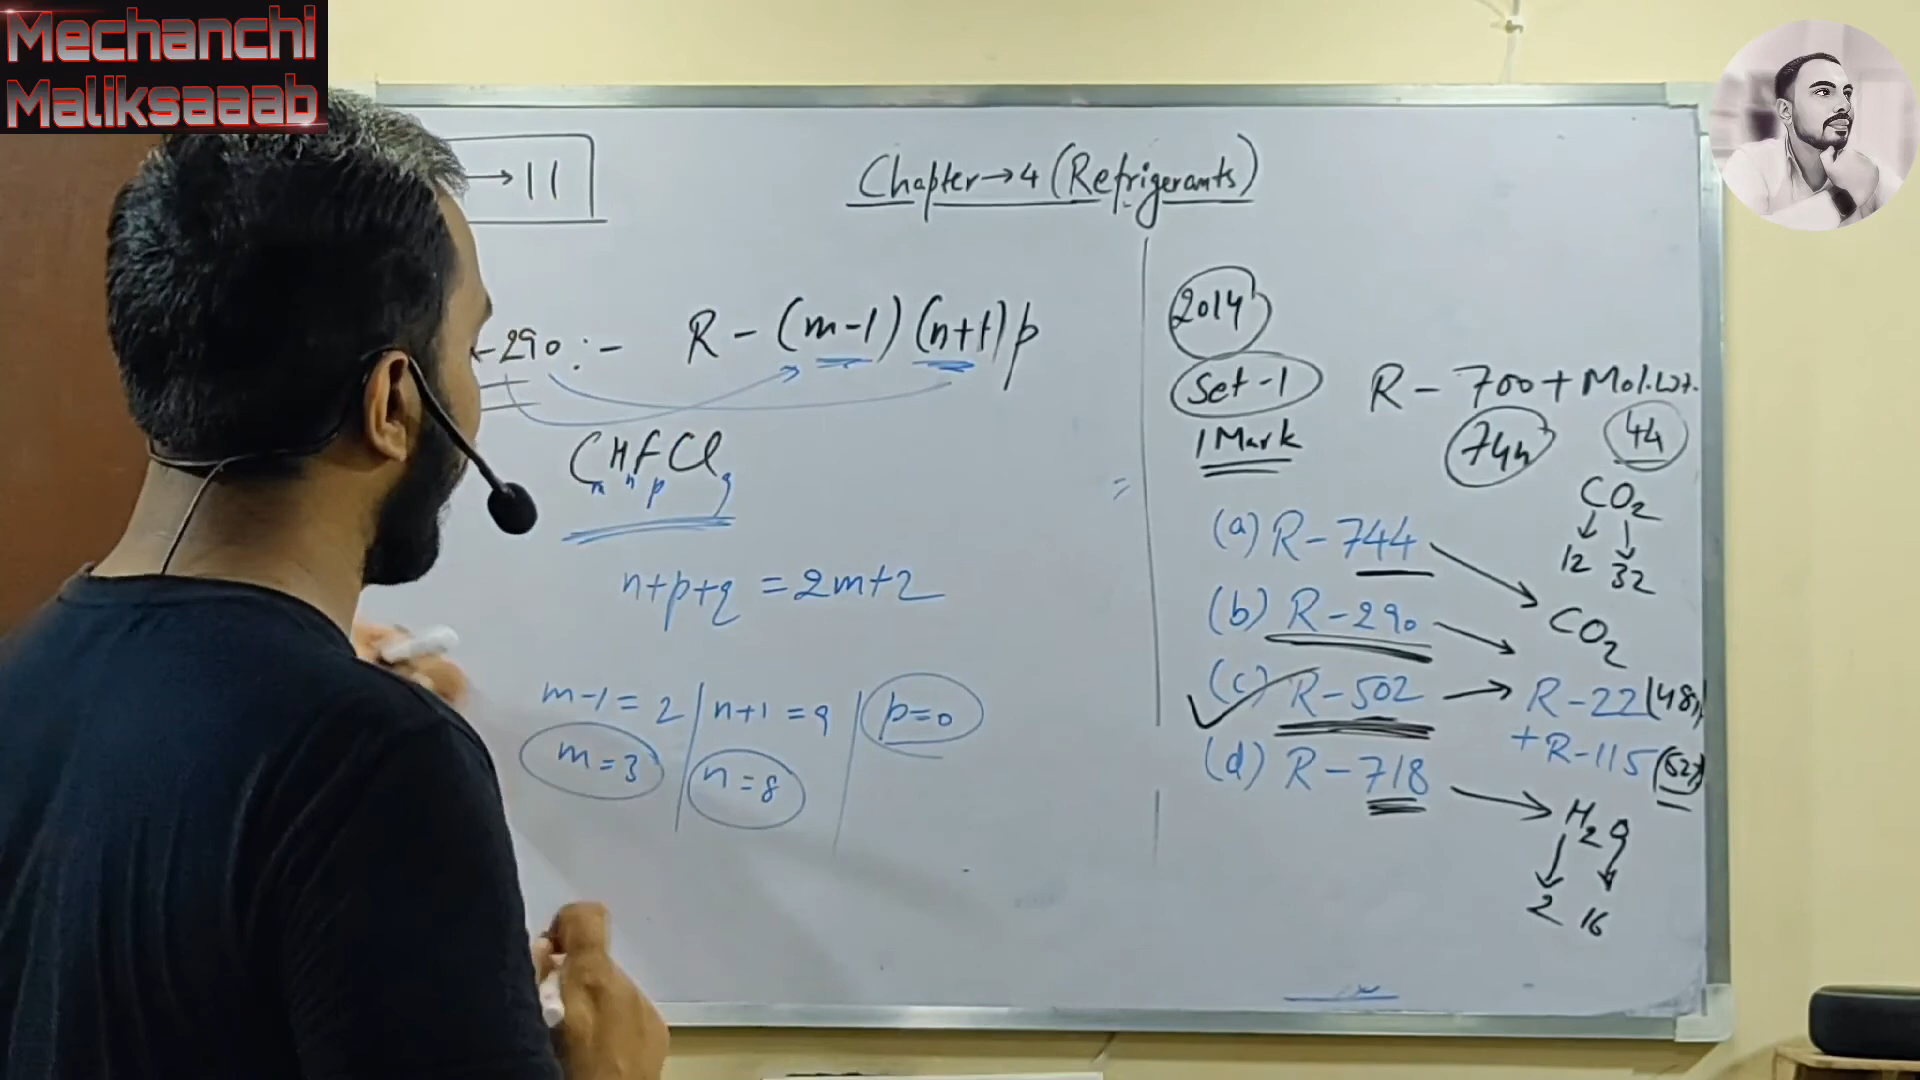 Mechanchi
Maliksaaab
→ 11
Chapter→4 (Refrigerants)
-290 :- R-(m-1)(n+1)p
CmHnFpClq
n+p+q = 2m+2
m-1=2 | n+1=9 | p=0
m=3 n=8
2014
Set-1
1 Mark
R-700+Mol.wt.
744 44
CO2
12 32
(a) R-744
CO2
(b) R-290
(c) R-502 → R-22(48%)
+R-115(52%)
(d) R-718
H2O
2 16